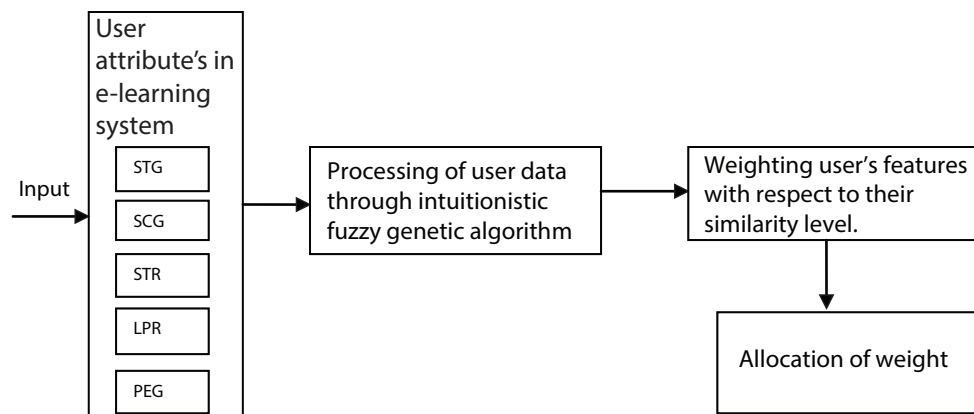 Input
User
attribute's in
e-learning
system
STG
SCG
STR
LPR
PEG
Processing of user data
through intuitionistic
fuzzy genetic algorithm
Weighting user's features
with respect to their
similarity level.
Allocation of weight